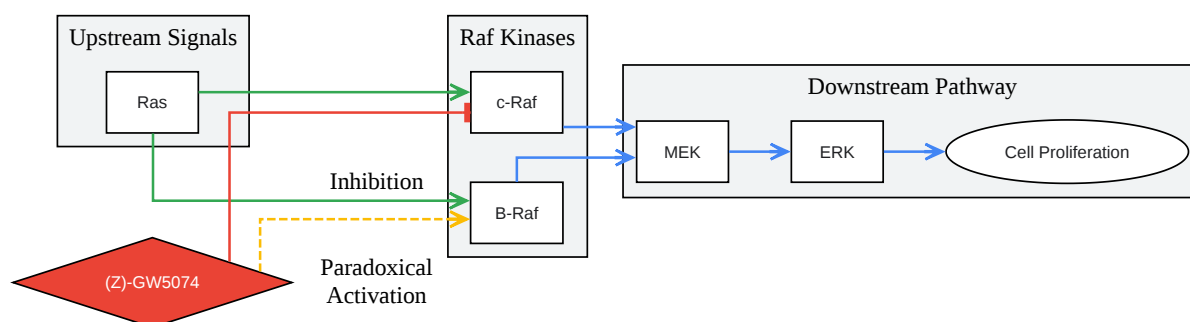 Upstream Signals
Raf Kinases
Downstream Pathway
Ras
c-Raf
MEK
ERK
Cell Proliferation
Inhibition
B-Raf
(Z)-GW5074
Paradoxical
Activation